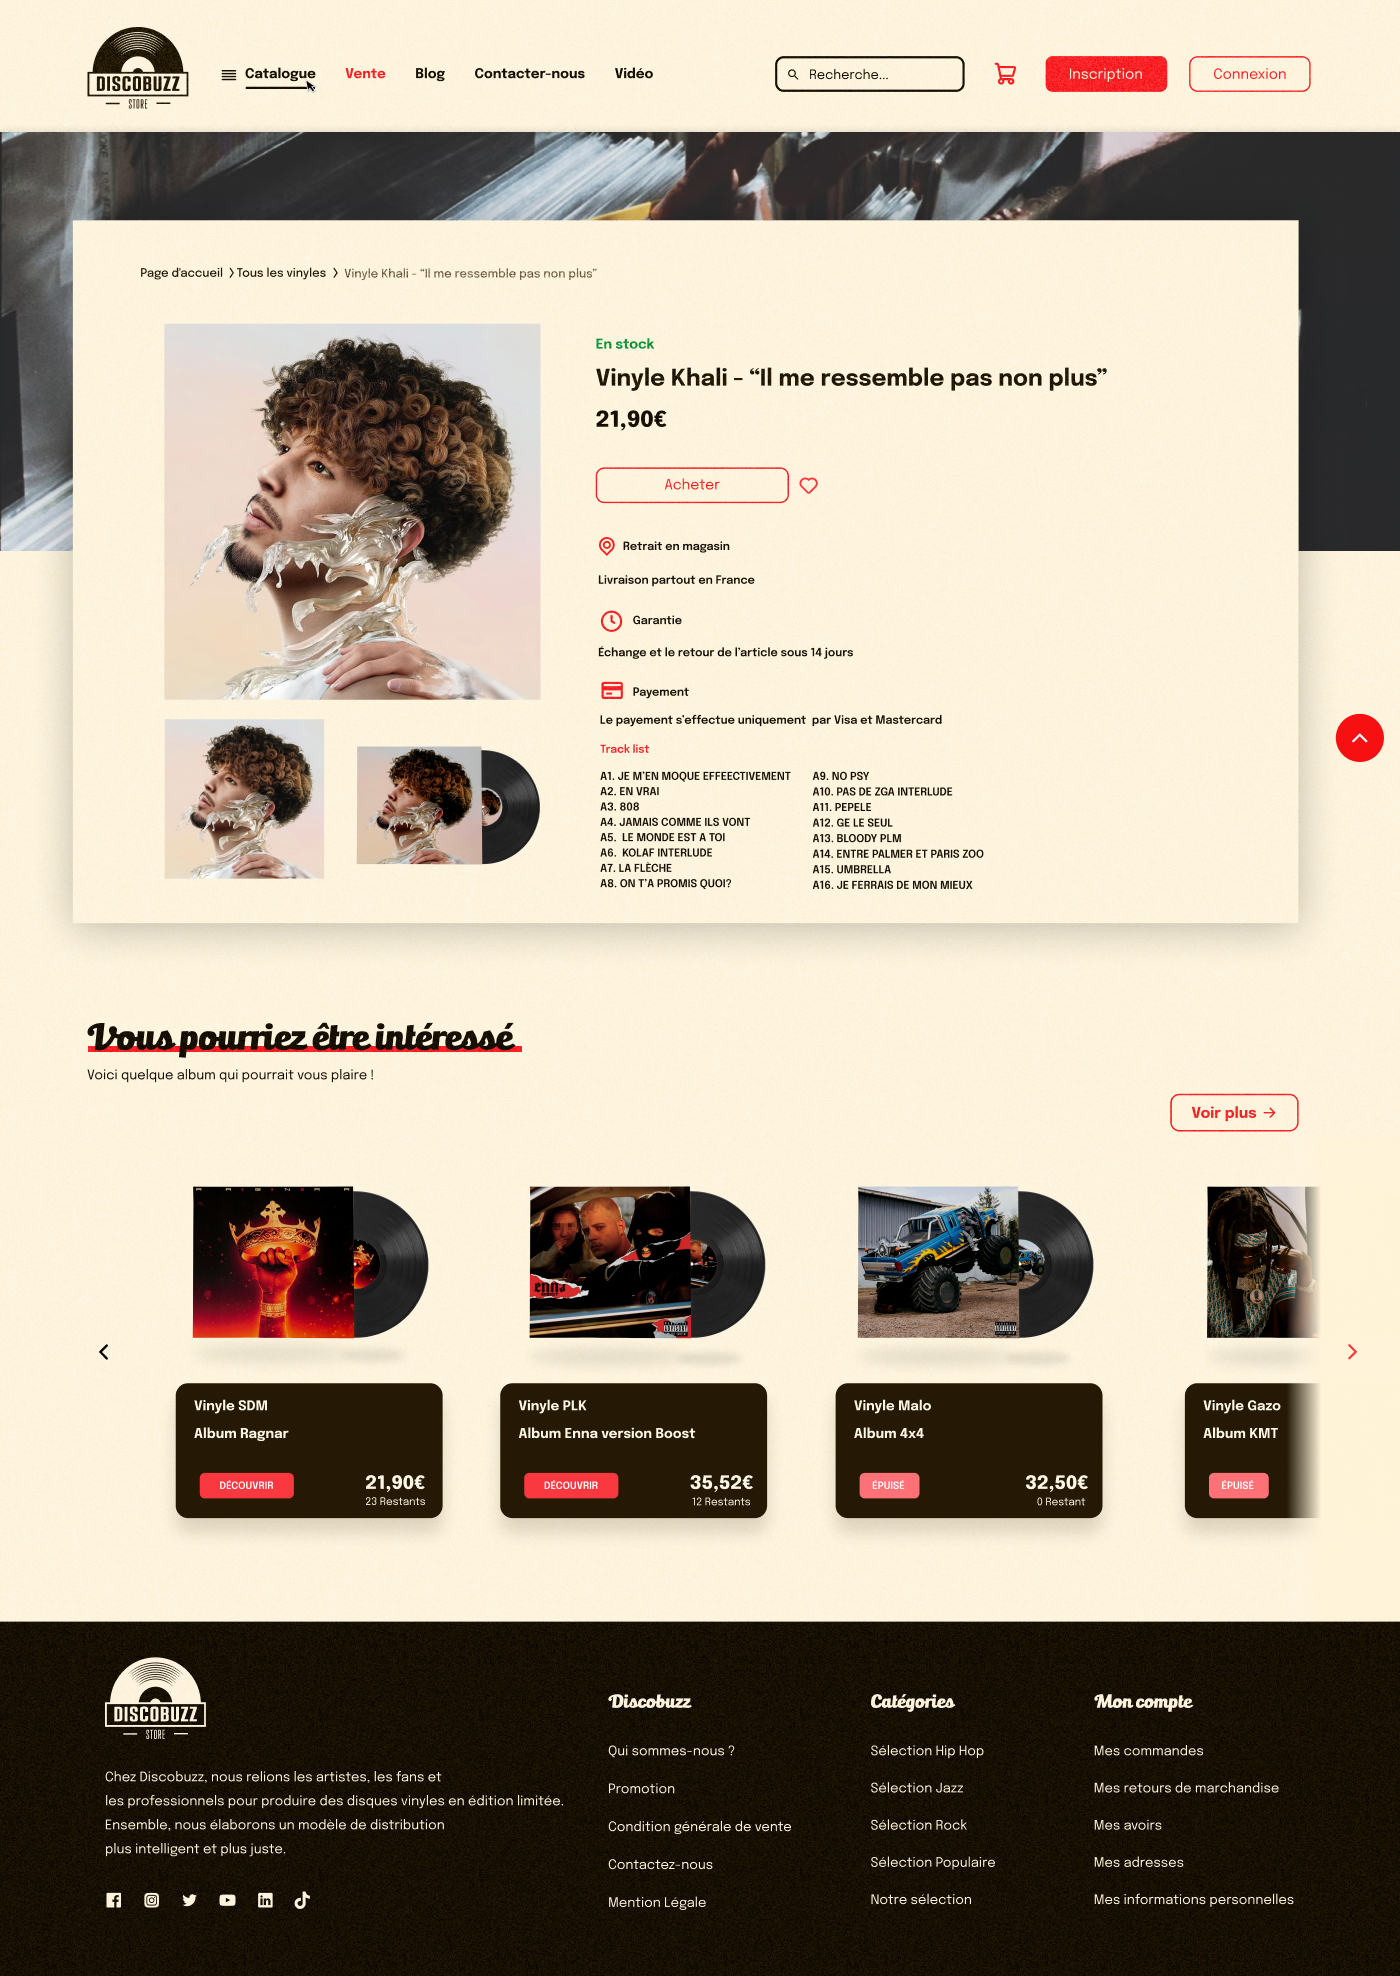 DISCOBUZZ
STORE
Catalogue
Vente
Blog
Contacter-nous
Vidéo
Recherche...
Inscription
Connexion
Page d'accueil
Tous les vinyles
Vinyle Khali - “Il me ressemble pas non plus”
En stock
Vinyle Khali - “Il me ressemble pas non plus”
21,90€
Acheter
Retrait en magasin
Livraison partout en France
Garantie
Échange et le retour de l’article sous 14 jours
Payement
Le payement s’effectue uniquement par Visa et Mastercard
Track list
A1. JE M’EN MOQUE EFFEECTIVEMENT
A2. EN VRAI
A3. 808
A4. JAMAIS COMME ILS VONT
A5. LE MONDE EST A TOI
A6. KOLAF INTERLUDE
A7. LA FLÈCHE
A8. ON T’A PROMIS QUOI?
A9. NO PSY
A10. PAS DE ZGA INTERLUDE
A11. PEPELE
A12. GE LE SEUL
A13. BLOODY PLM
A14. ENTRE PALMER ET PARIS ZOO
A15. UMBRELLA
A16. JE FERRAIS DE MON MIEUX
Vous pourriez être intéressé
Voici quelque album qui pourrait vous plaire !
Voir plus
enna
Vinyle SDM
Album Ragnar
DÉCOUVRIR
21,90€
23 Restants
Vinyle PLK
Album Enna version Boost
DÉCOUVRIR
35,52€
12 Restants
Vinyle Malo
Album 4x4
ÉPUISÉ
32,50€
0 Restant
Vinyle Gazo
Album KMT
ÉPUISÉ
DISCOBUZZ
STORE
Chez Discobuzz, nous relions les artistes, les fans et
les professionnels pour produire des disques vinyles en édition limitée.
Ensemble, nous élaborons un modèle de distribution
plus intelligent et plus juste.
Discobuzz
Qui sommes-nous ?
Promotion
Condition générale de vente
Contactez-nous
Mention Légale
Catégories
Sélection Hip Hop
Sélection Jazz
Sélection Rock
Sélection Populaire
Notre sélection
Mon compte
Mes commandes
Mes retours de marchandise
Mes avoirs
Mes adresses
Mes informations personnelles